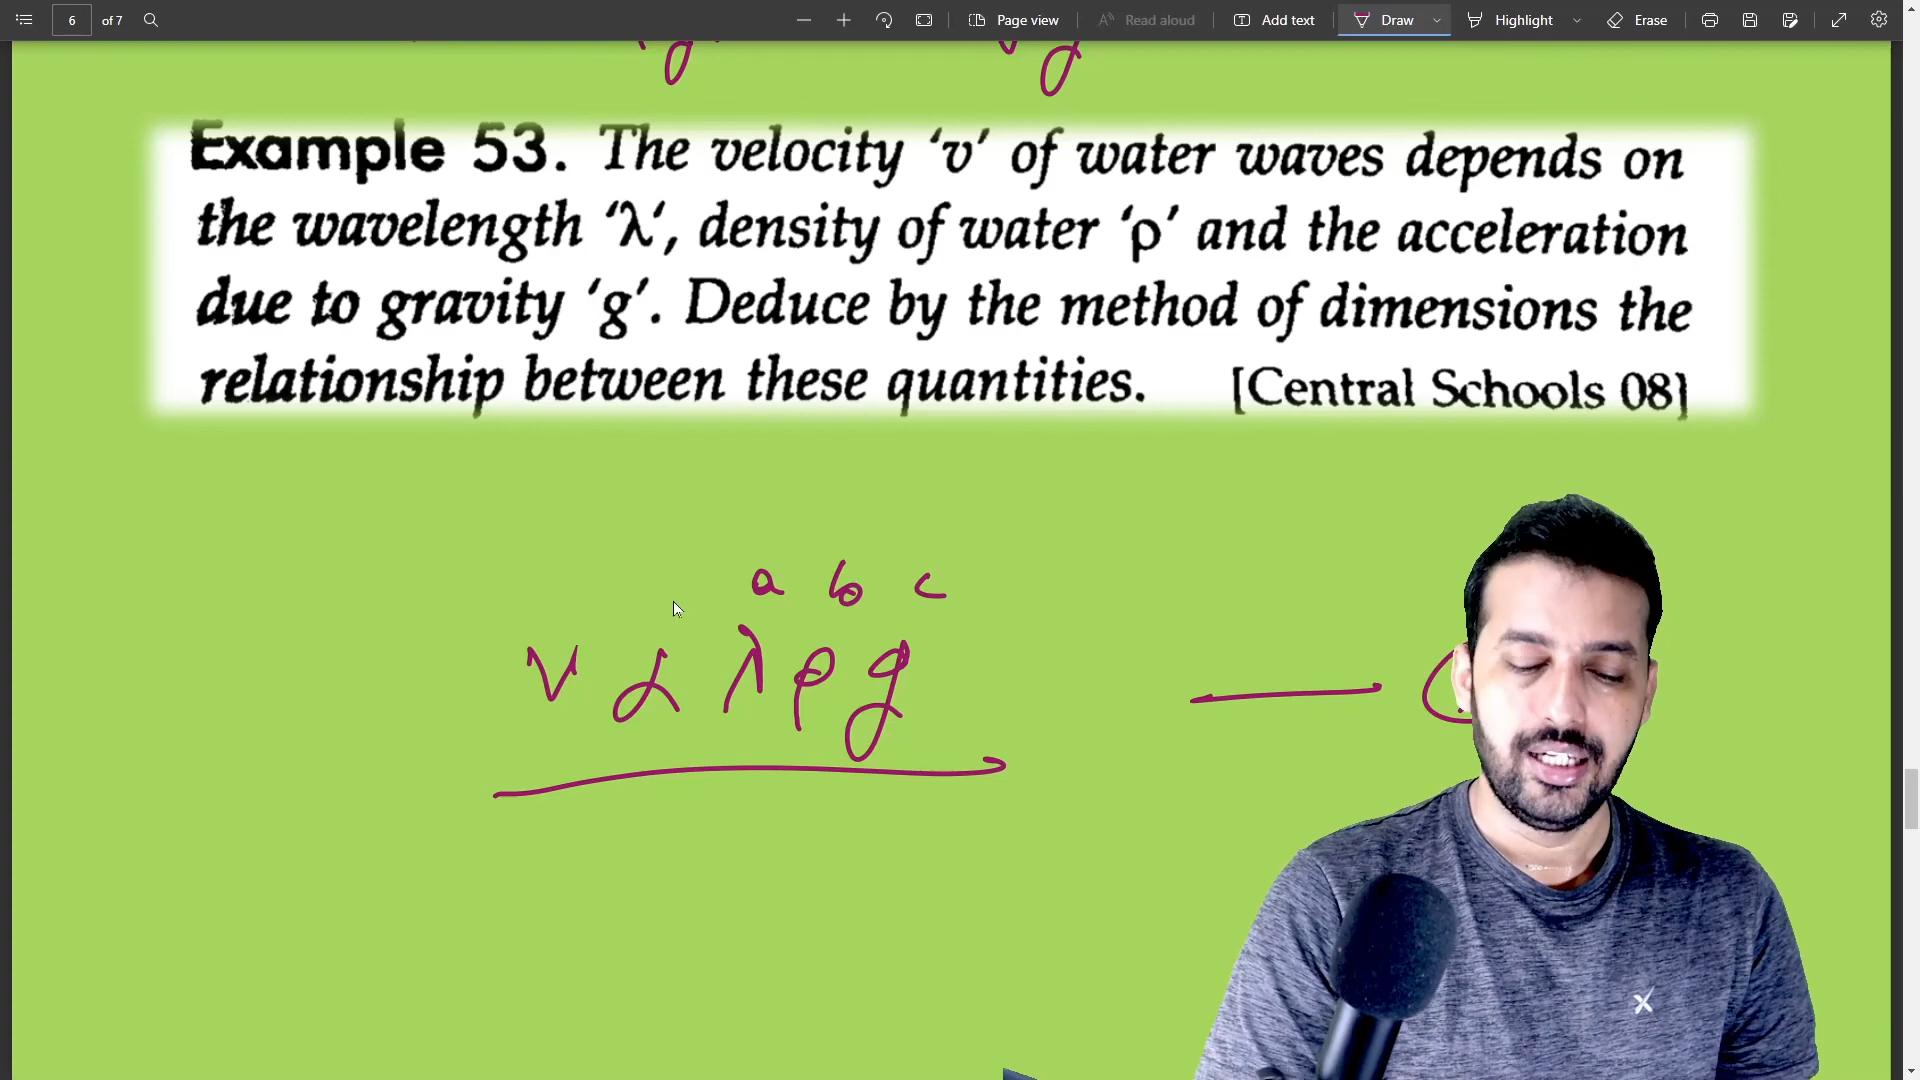 6 of 7 Page view Read aloud Add text Draw Highlight Erase
g g
Example 53. The velocity ‘v’ of water waves depends on
the wavelength ‘λ‘, density of water ‘ρ’ and the acceleration
due to gravity ‘g’. Deduce by the method of dimensions the
relationship between these quantities. [Central Schools 08]
a b c
v α λ ρ g